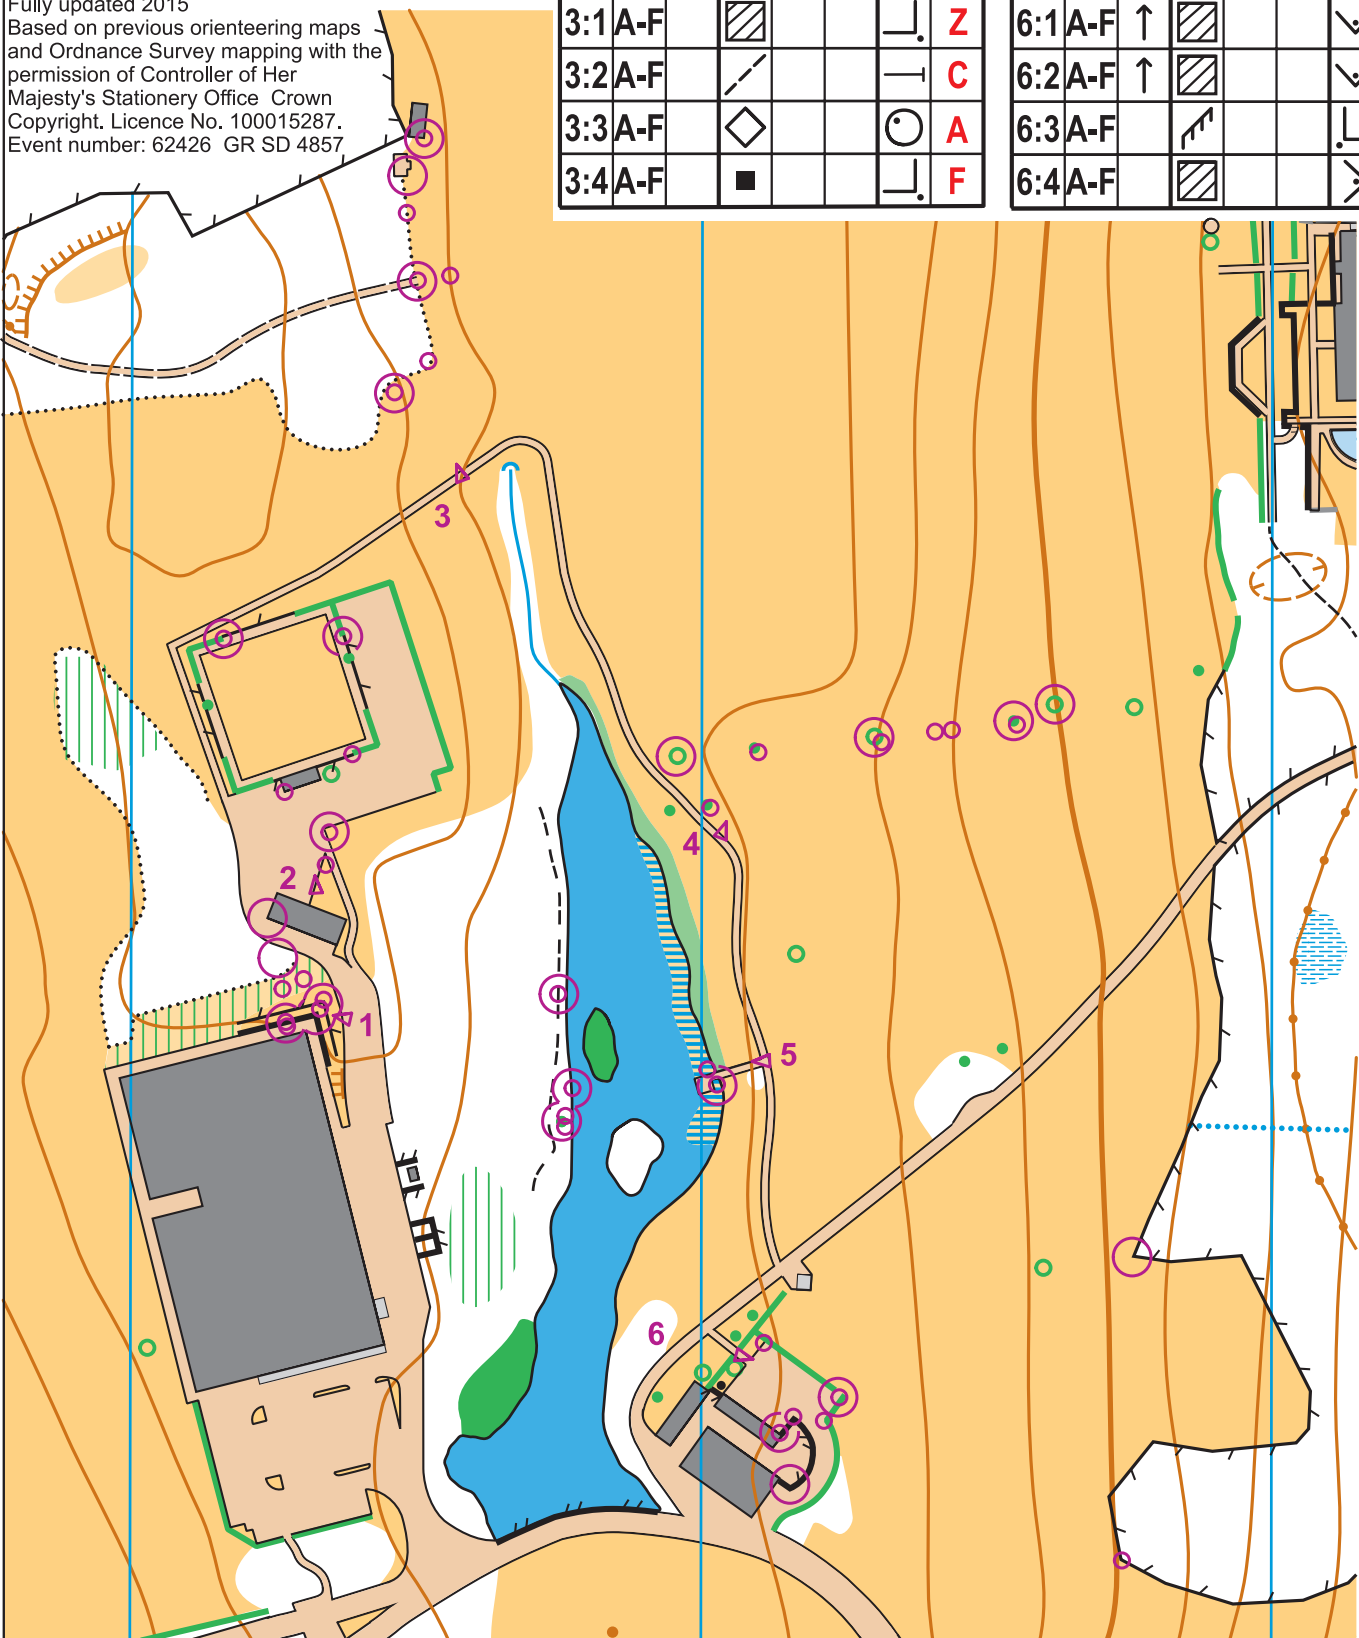 Fully updated 2015
Based on previous orienteering maps
and Ordnance Survey mapping with the
permission of Controller of Her
Majesty's Stationery Office Crown
Copyright. Licence No. 100015287.
Event number: 62426 GR SD 4857
3:1 A-F Z
3:2 A-F C
3:3 A-F A
3:4 A-F F
6:1 A-F
6:2 A-F
6:3 A-F
6:4 A-F
3
4
2
1
5
6